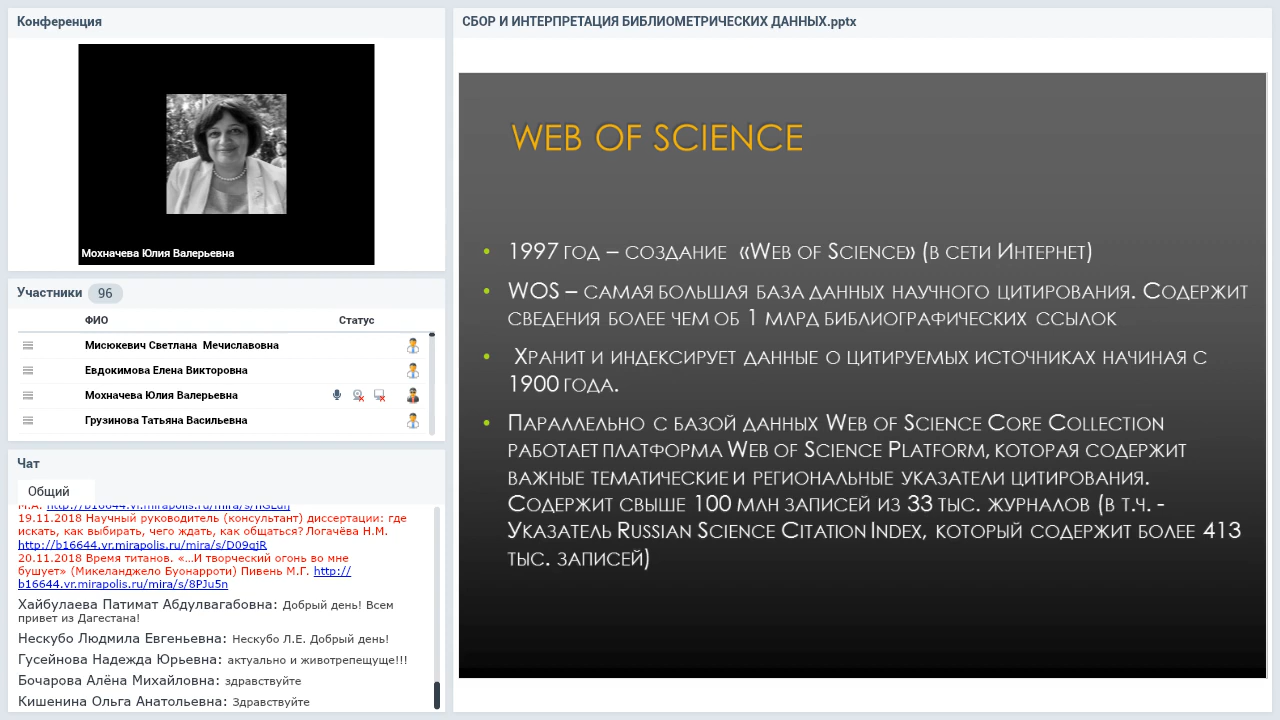 Конференция
Мохначева Юлия Валерьевна
Участники 96
ФИО Статус
Мисюкевич Светлана Мечиславовна
Евдокимова Елена Викторовна
Мохначева Юлия Валерьевна
Грузинова Татьяна Васильевна
Чат
Общий
М.А. http://b16644.vr.mirapolis.ru/mira/s/
19.11.2018 Научный руководитель (консультант) диссертации: где
искать, как выбирать, чего ждать, как общаться? Логачёва Н.М.
http://b16644.vr.mirapolis.ru/mira/s/D09qjR
20.11.2018 Время титанов. «...И творческий огонь во мне
бушует» (Микеланджело Буонарроти) Пивень М.Г. http://
b16644.vr.mirapolis.ru/mira/s/8PJu5n
Хайбулаева Патимат Абдулвагабовна: Добрый день! Всем
привет из Дагестана!
Нескубо Людмила Евгеньевна: Нескубо Л.Е. Добрый день!
Гусейнова Надежда Юрьевна: актуально и животрепещуще!!!
Бочарова Алёна Михайловна: здравствуйте
Кишенина Ольга Анатольевна: Здравствуйте
СБОР И ИНТЕРПРЕТАЦИЯ БИБЛИОМЕТРИЧЕСКИХ ДАННЫХ.pptx
WEB OF SCIENCE
• 1997 год – создание «Web of Science» (в сети Интернет)
• WOS – самая большая база данных научного цитирования. Содержит
сведения более чем об 1 млрд библиографических ссылок
• Хранит и индексирует данные о цитируемых источниках начиная с
1900 года.
• Параллельно с базой данных Web of Science Core Collection
работает платформа Web of Science Platform, которая содержит
важные тематические и региональные указатели цитирования.
Содержит свыше 100 млн записей из 33 тыс. журналов (в т.ч. -
Указатель Russian Science Citation Index, который содержит более 413
тыс. записей)